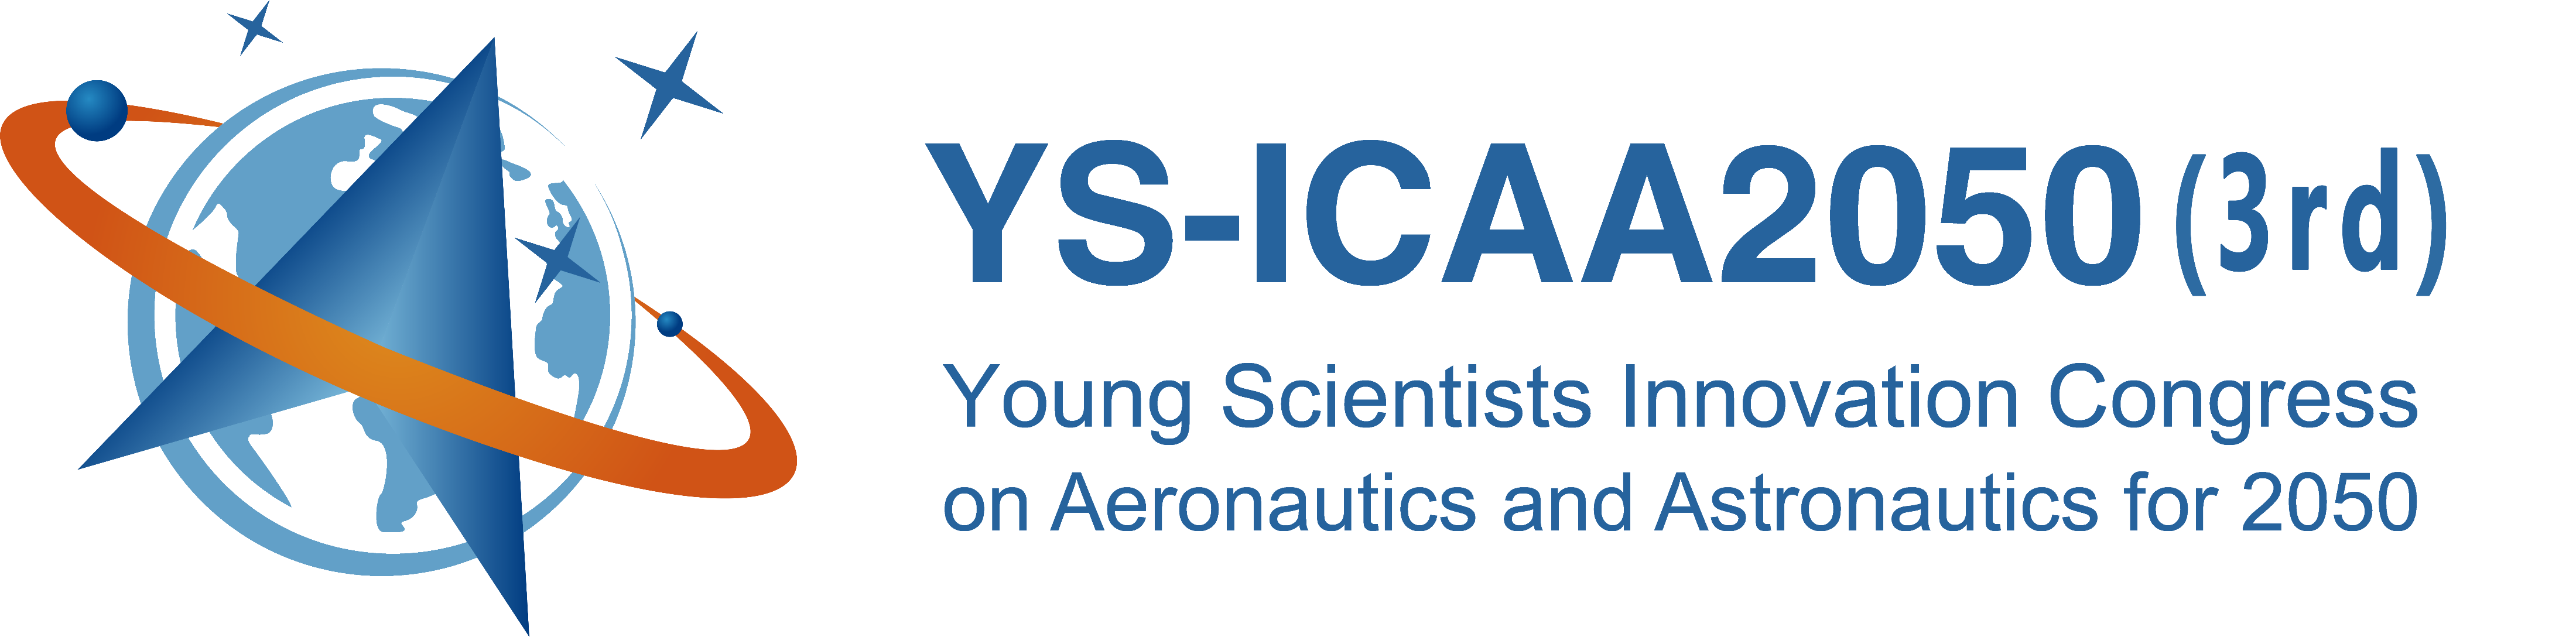 YS-ICAA2050(3rd)
Young Scientists Innovation Congress
on Aeronautics and Astronautics for 2050